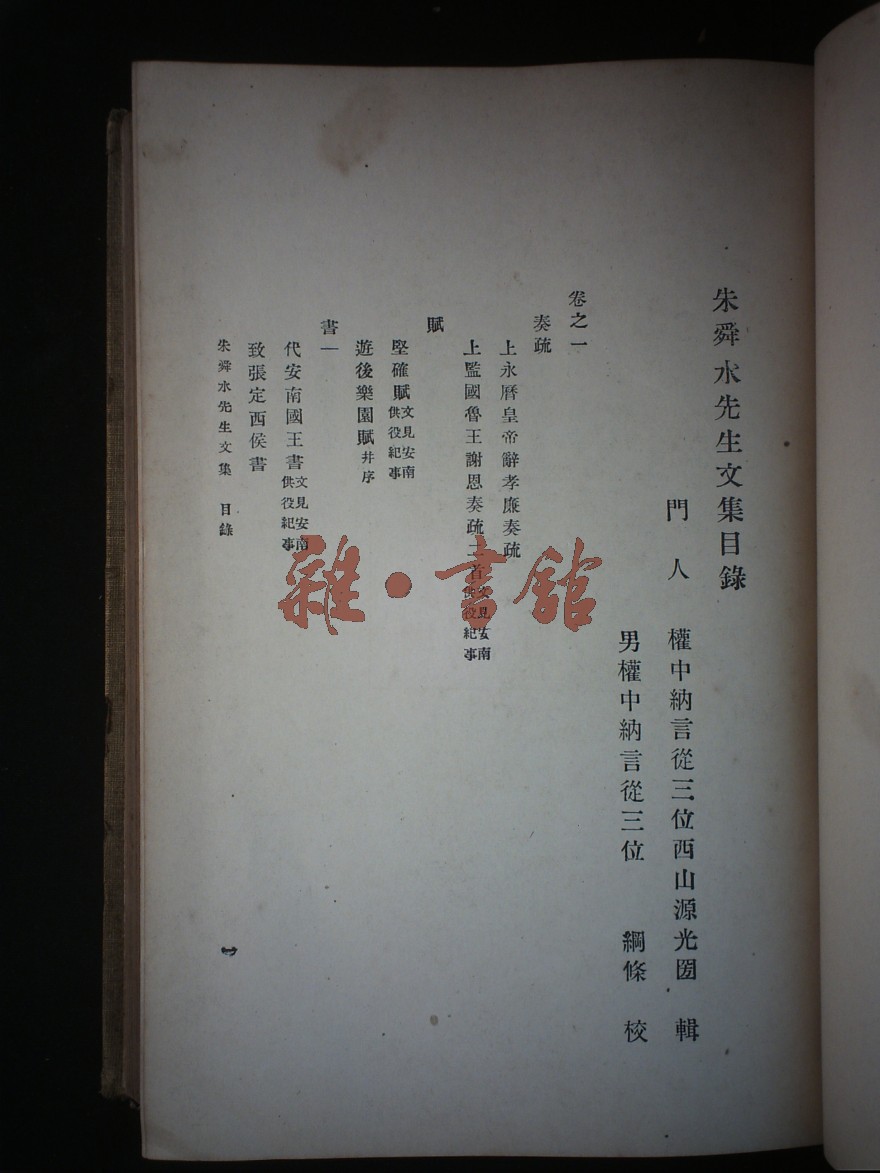 朱舜水先生文集目錄
門人 權中納言從三位西山源光圀 輯
男權中納言從三位 綱條 校
卷之一
奏疏
上永曆皇帝辭孝廉奏疏
上監國魯王謝恩奏疏二首文見安南供役紀事
賦
堅確賦文見安南供役紀事
遊後樂園賦并序
書一
代安南國王書文見安南供役紀事
致張定西侯書
朱舜水先生文集 目錄
一
雜·書館